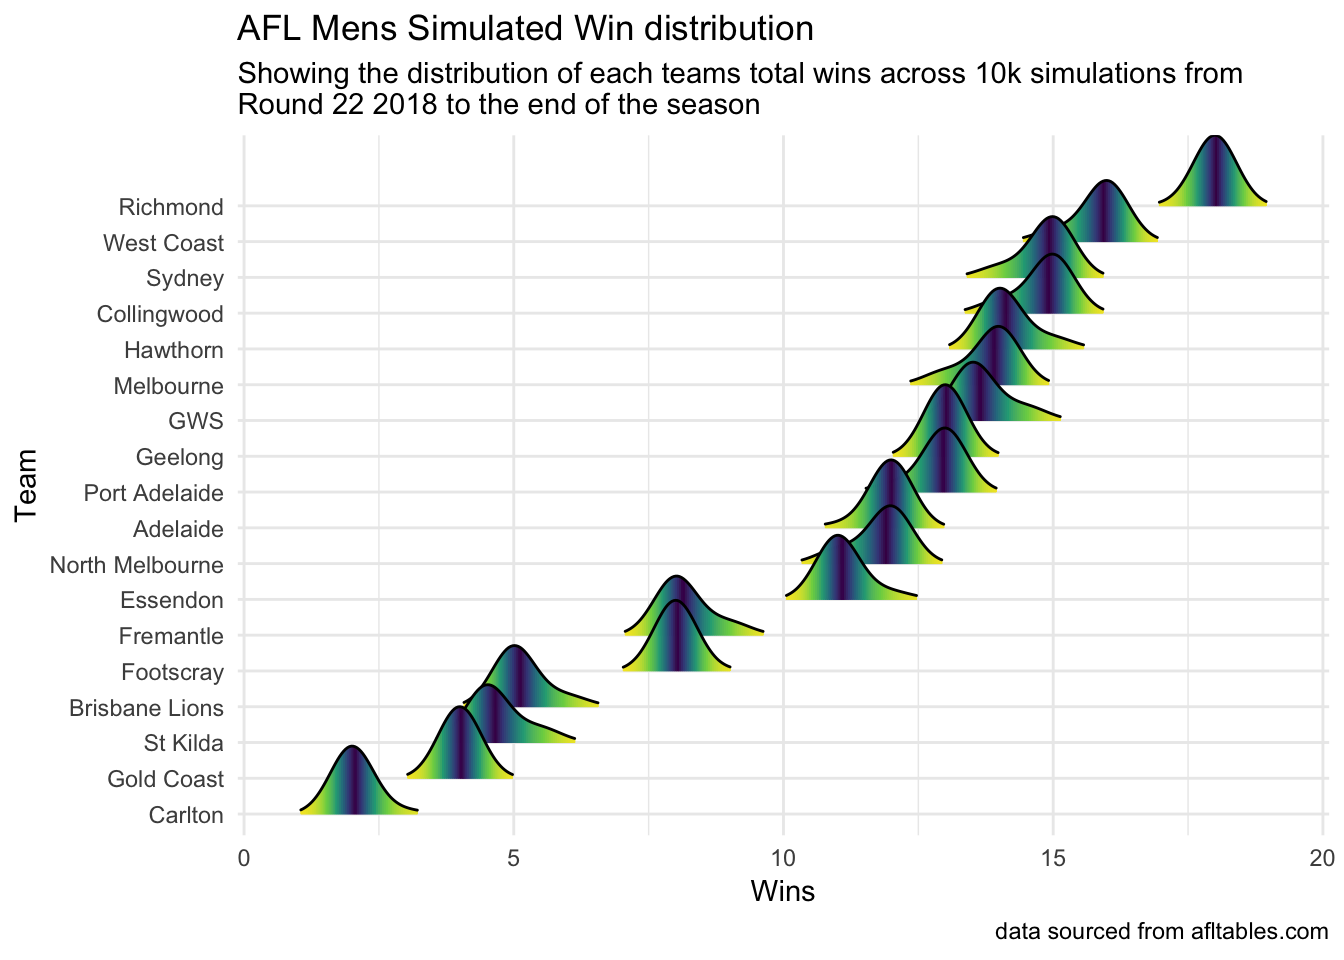 AFL Mens Simulated Win distribution
Showing the distribution of each teams total wins across 10k simulations from
Round 22 2018 to the end of the season
Team
Richmond
West Coast
Sydney
Collingwood
Hawthorn
Melbourne
GWS
Geelong
Port Adelaide
Adelaide
North Melbourne
Essendon
Fremantle
Footscray
Brisbane Lions
St Kilda
Gold Coast
Carlton
0 5 10 15 20
Wins
data sourced from afltables.com